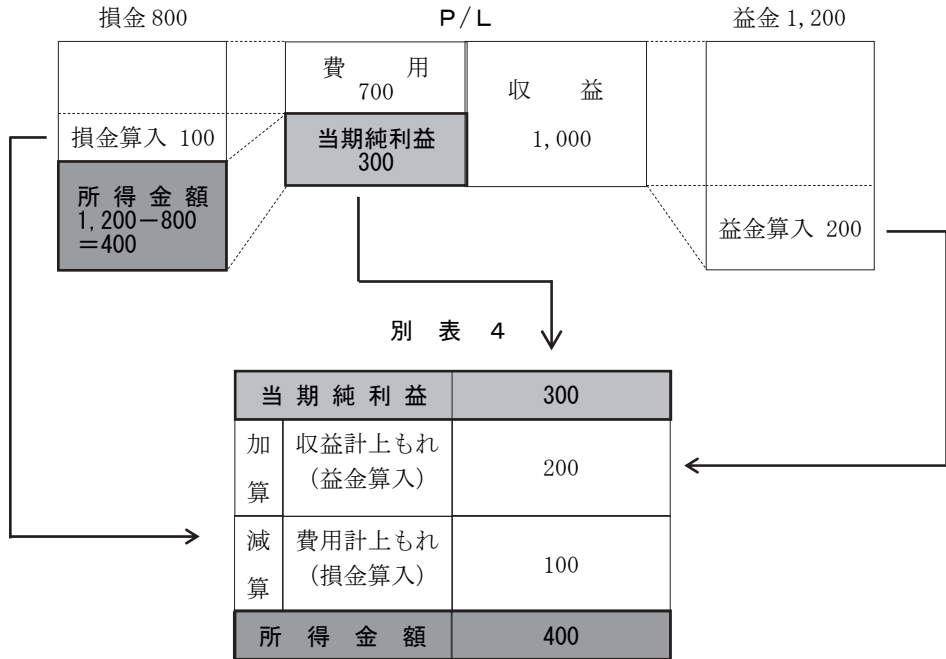 損金 800
P/L
益金 1,200
費用
700
収益
1,000
損金算入 100
当期純利益
300
所得金額
1,200－800
＝400
益金算入 200
別表4
当期純利益 300
加算
収益計上もれ
(益金算入)
200
減算
費用計上もれ
(損金算入)
100
所得金額 400